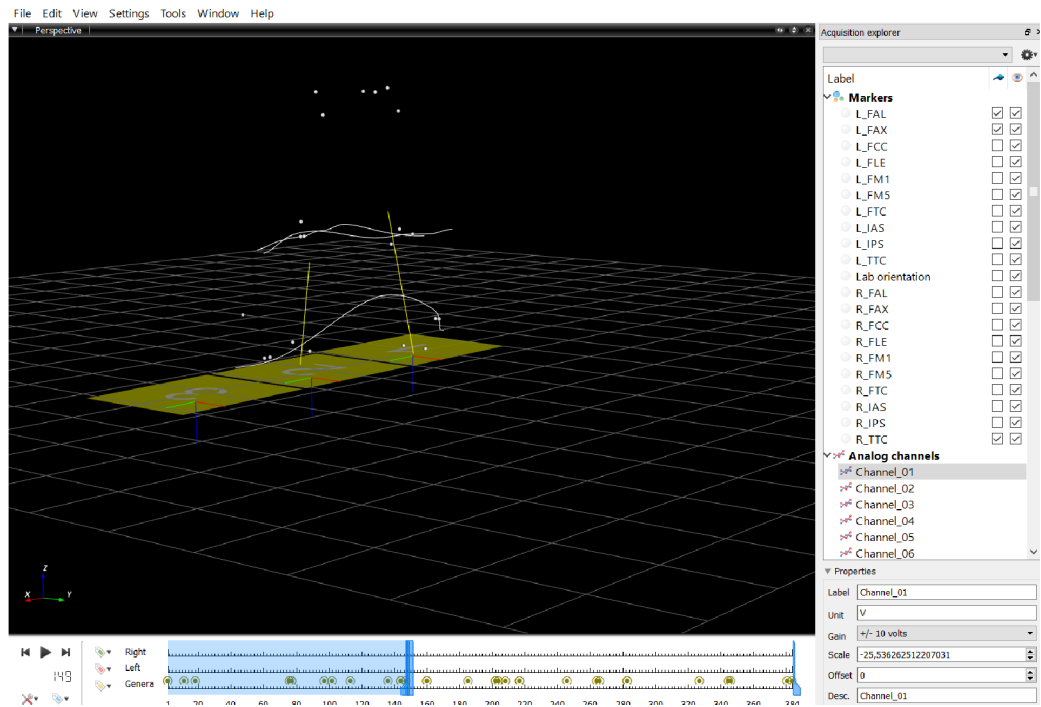 File Edit View Settings Tools Window Help
Perspective
Acquisition explorer
Label
Markers
L_FAL
L_FAX
L_FCC
L_FLE
L_FM1
L_FM5
L_FTC
L_IAS
L_IPS
L_TTC
Lab orientation
R_FAL
R_FAX
R_FCC
R_FLE
R_FM1
R_FM5
R_FTC
R_IAS
R_IPS
R_TTC
Analog channels
Channel_01
Channel_02
Channel_03
Channel_04
Channel_05
Channel_06
Z
X Y
Properties
Label Channel_01
Unit V
Gain +/- 10 volts
Scale -25,536262512207031
Offset 0
Desc. Channel_01
Right
Left
Genera
149
1 20 40 60 80 100 120 140 160 180 200 220 240 260 280 300 320 340 360 384